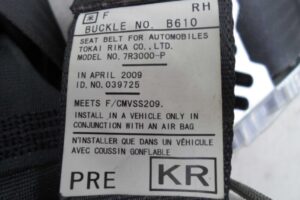 F RH
BUCKLE NO. B610
SEAT BELT FOR AUTOMOBILES
TOKAI RIKA CO.,LTD.
MODEL NO. 7R3000-P
IN APRIL 2009
ID.NO. 039725
MEETS F/CMVSS209.
INSTALL IN A VEHICLE ONLY IN
CONJUNCTION WITH AN AIR BAG
N'INSTALLER QUE DANS UN VÉHICULE
AVEC COUSSIN GONFLABLE
PRE KR